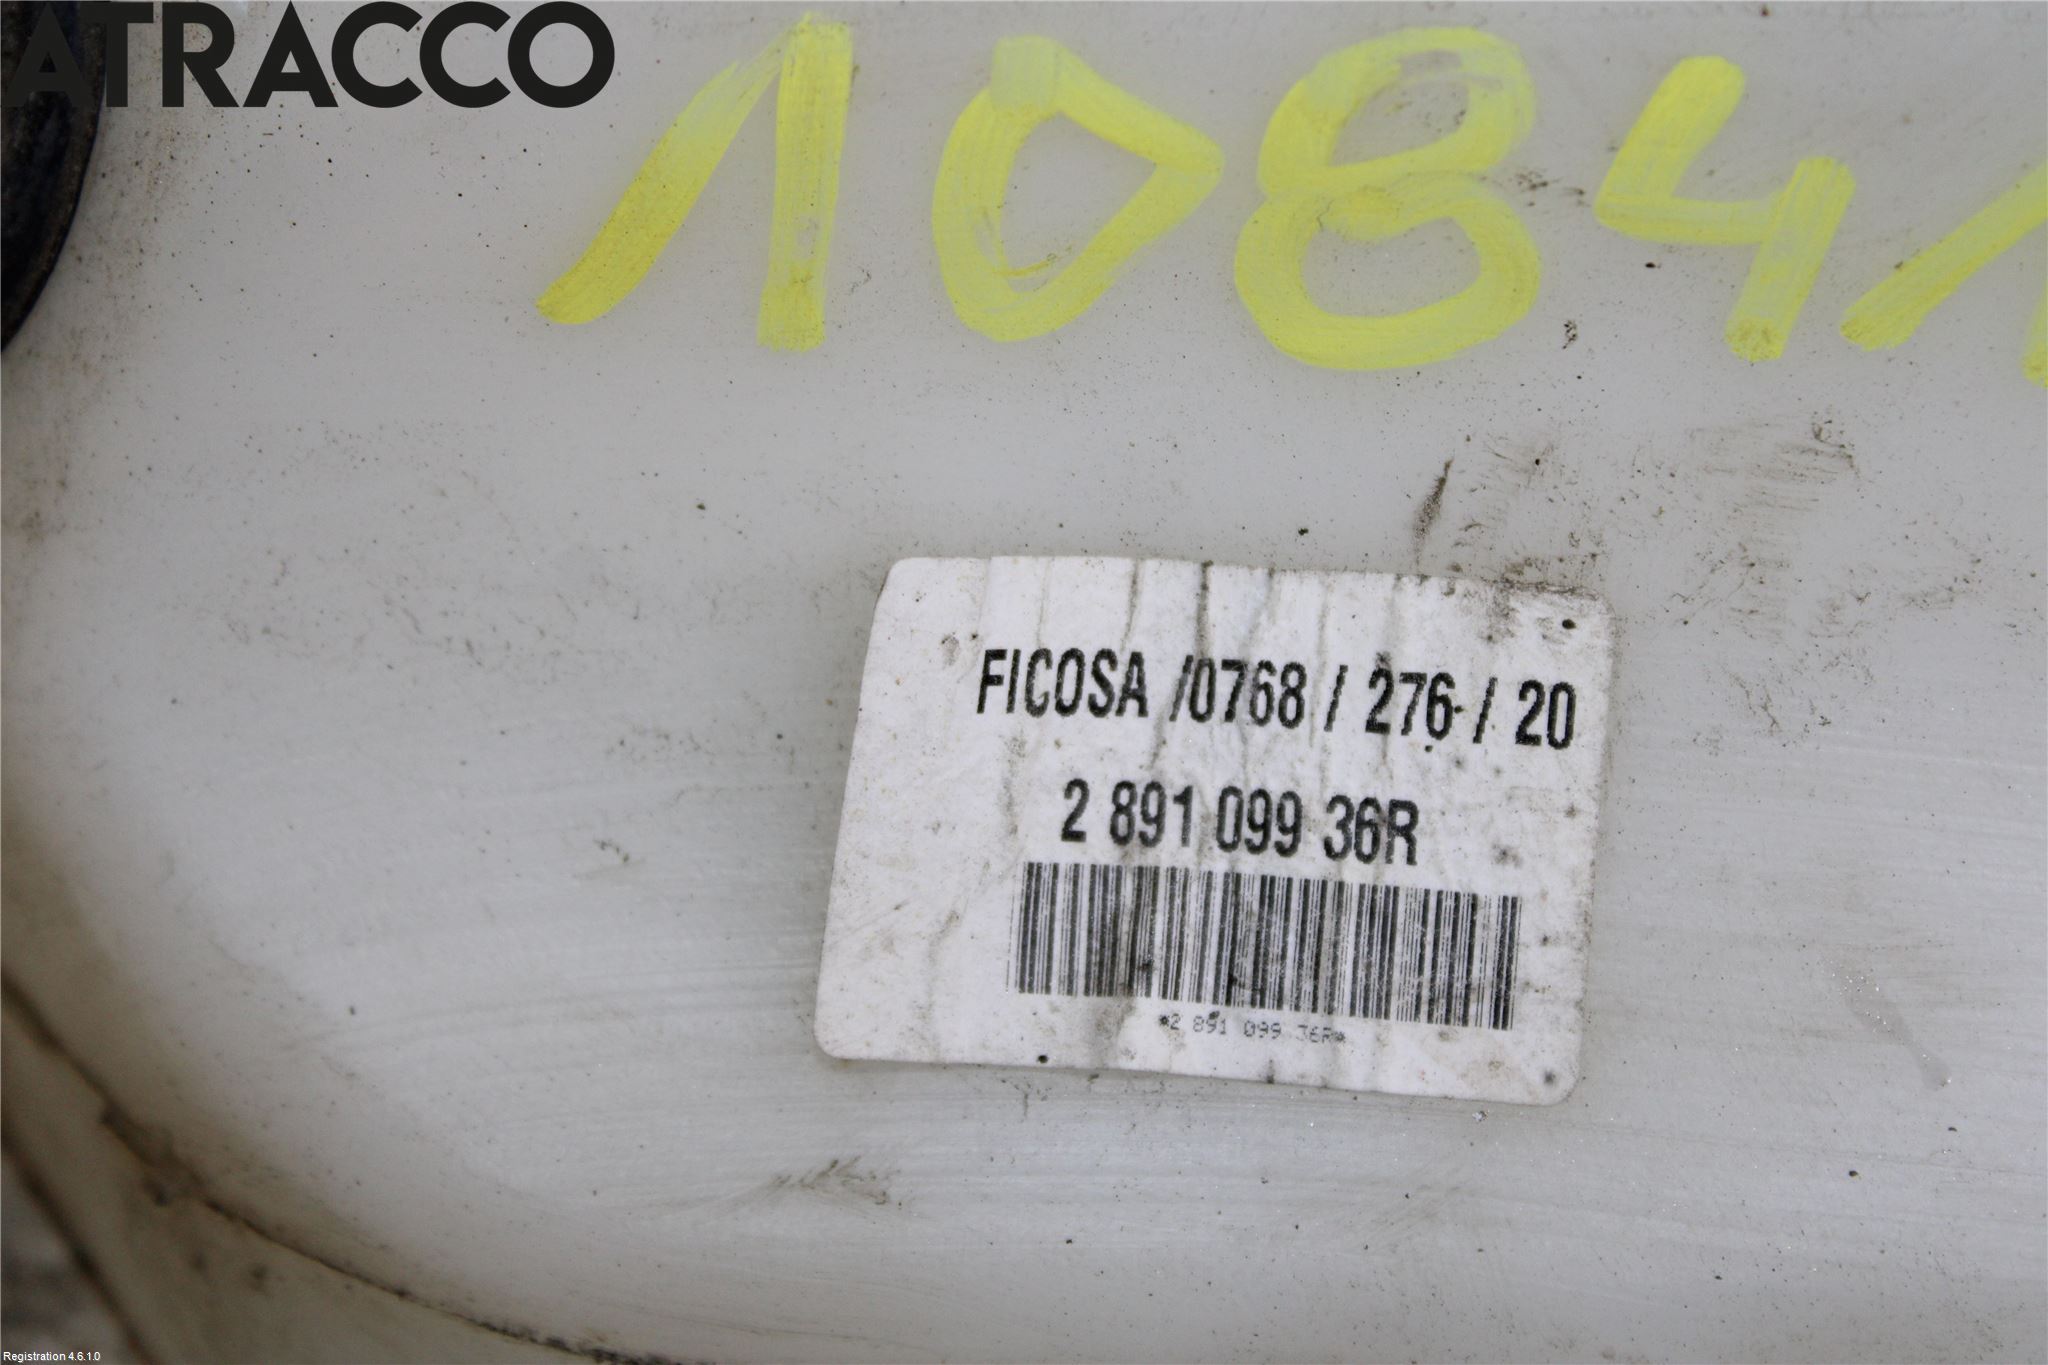 ATRACCO
1084
FICOSA /0768 / 276 / 20
2 891 099 36R
*2 891 099 36R*
Registration 4.6.1.0